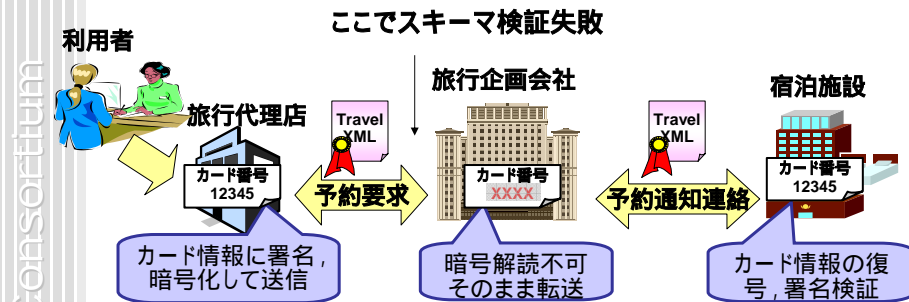 ここでスキーマ検証失敗
利用者
旅行企画会社
宿泊施設
旅行代理店
Travel
XML
Travel
XML
カード番号
12345
カード番号
XXXX
カード番号
12345
予約要求
予約通知連絡
カード情報に署名,
暗号化して送信
暗号解読不可
そのまま転送
カード情報の復
号,署名検証
onsortium